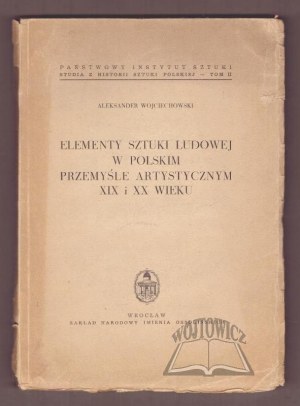 PAŃSTWOWY INSTYTUT SZTUKI
STUDIA Z HISTORII SZTUKI POLSKIEJ — TOM II
ALEKSANDER WOJCIECHOWSKI
ELEMENTY SZTUKI LUDOWEJ
W POLSKIM
PRZEMYŚLE ARTYSTYCZNYM
XIX i XX WIEKU
WROCŁAW
ZAKŁAD NARODOWY IMIENIA
WÓJTOWICZ